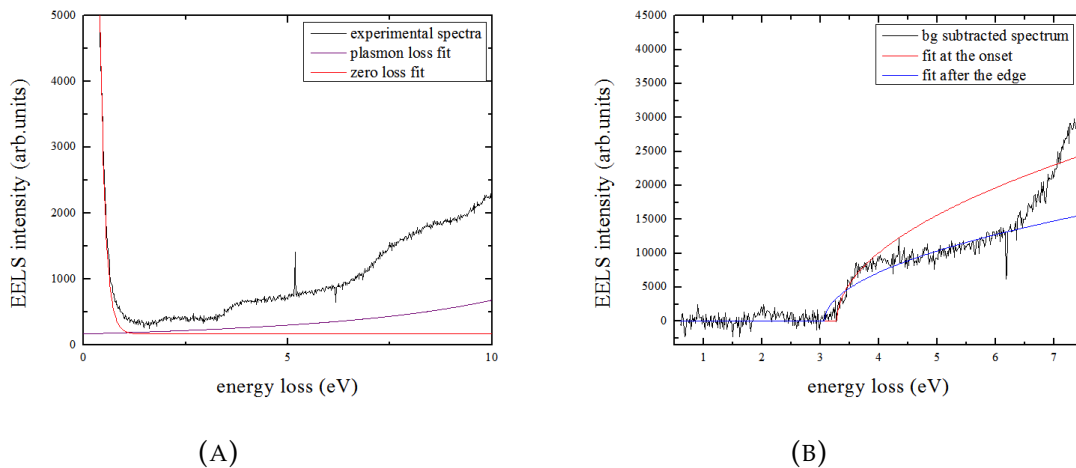 5000
4000
3000
2000
1000
0
EELS intensity (arb.units)
experimental spectra
plasmon loss fit
zero loss fit
0
5
10
energy loss (eV)
(A)
45000
40000
35000
30000
25000
20000
15000
10000
5000
0
EELS intensity (arb.units)
bg subtracted spectrum
fit at the onset
fit after the edge
1
2
3
4
5
6
7
energy loss (eV)
(B)